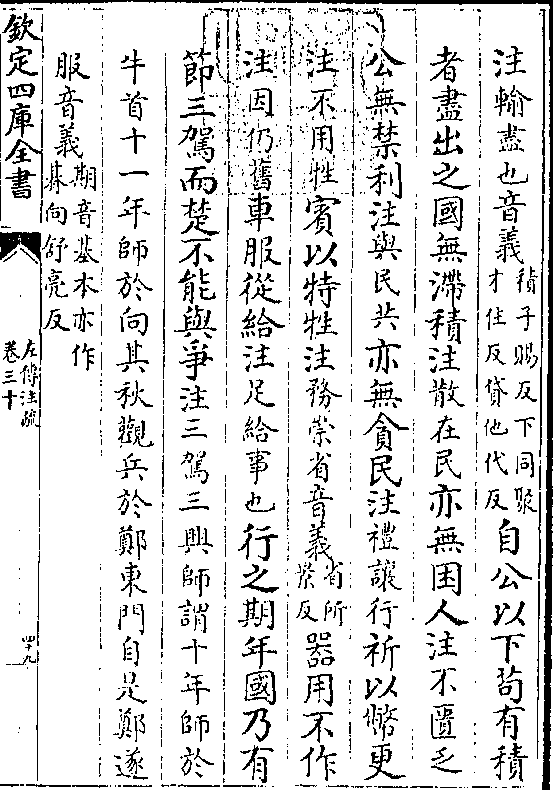 注輸盡也音義積子賜反下同聚才住反貸他代反自公以下茍有積
者盡出之國無滯積注散在民亦無困人注不匱乏
公無禁利注與民共亦無貪民注禮讓行祈以幣更
注不用牲賓以特牲注務崇省音義省所景反器用不作
注因仍舊車服從給注足給事也行之期年國乃有
節三駕而楚不能與爭注三駕三興師謂十年師於
牛首十一年師於向其秋觀兵於鄭東門自是鄭遂
服音義期音基本亦作朞向舒亮反
欽定四庫全書
左傳注疏
卷三十
四十九